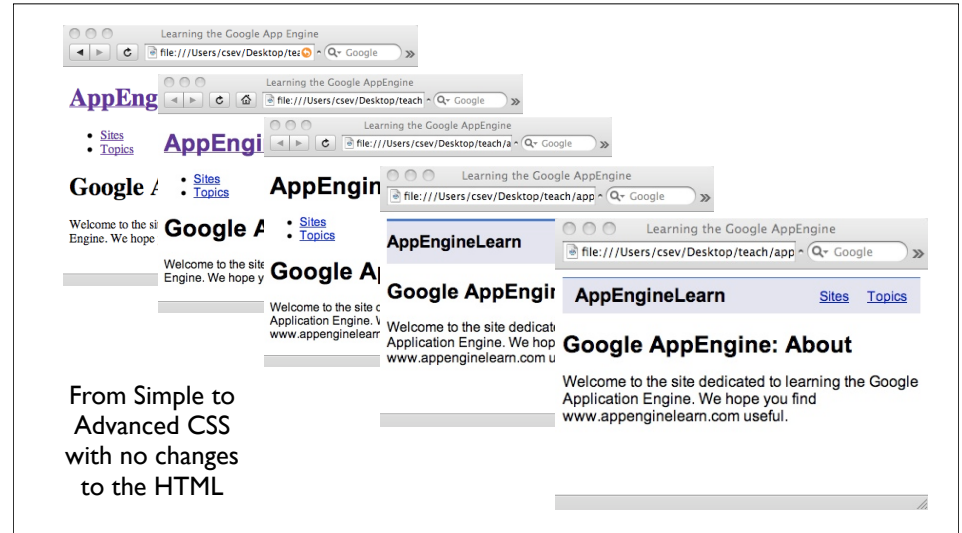 Learning the Google App Engine
file:///Users/csev/Desktop/tea
Google
AppEng
Sites
Topics
Google A
Welcome to the si
Engine. We hope
Learning the Google AppEngine
file:///Users/csev/Desktop/teach
Google
AppEngi
Sites
Topics
Google A
Welcome to the site
Engine. We hope y
Learning the Google AppEngine
file:///Users/csev/Desktop/teach/a
Google
AppEngin
Sites
Topics
Google Ap
Welcome to the site d
Application Engine. W
www.appenginelearn
Learning the Google AppEngine
file:///Users/csev/Desktop/teach/app
Google
AppEngineLearn
Google AppEngin
Welcome to the site dedicate
Application Engine. We hop
www.appenginelearn.com u
Learning the Google AppEngine
file:///Users/csev/Desktop/teach/app
Google
AppEngineLearn Sites Topics
Google AppEngine: About
Welcome to the site dedicated to learning the Google
Application Engine. We hope you find
www.appenginelearn.com useful.
From Simple to
Advanced CSS
with no changes
to the HTML